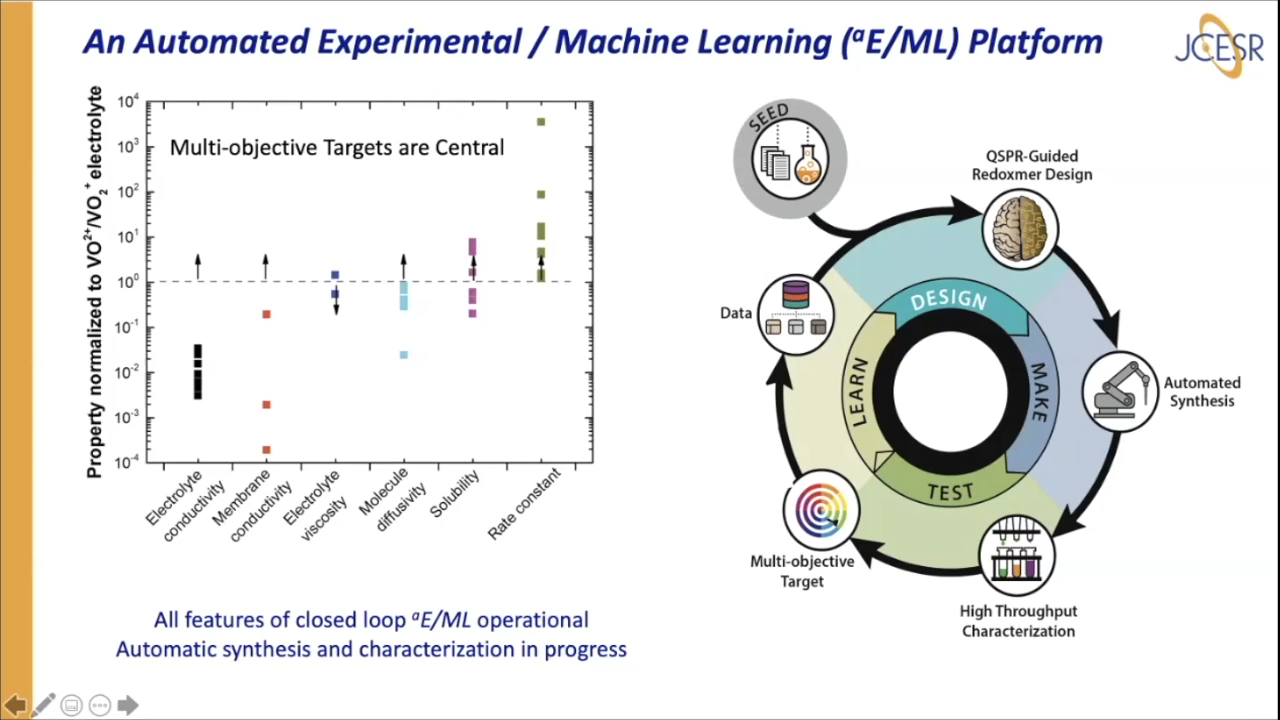 An Automated Experimental / Machine Learning (ᵃE/ML) Platform
JCESR
Property normalized to VO²⁺/VO₂⁺ electrolyte
10⁴
10³
10²
10¹
10⁰
10⁻¹
10⁻²
10⁻³
10⁻⁴
Multi-objective Targets are Central
Electrolyte
conductivity
Membrane
conductivity
Electrolyte
viscosity
Molecule
diffusivity
Solubility
Rate constant
All features of closed loop ᵃE/ML operational
Automatic synthesis and characterization in progress
SEED
QSPR-Guided
Redoxmer Design
Data
DESIGN
LEARN
MAKE
TEST
Automated
Synthesis
Multi-objective
Target
High Throughput
Characterization